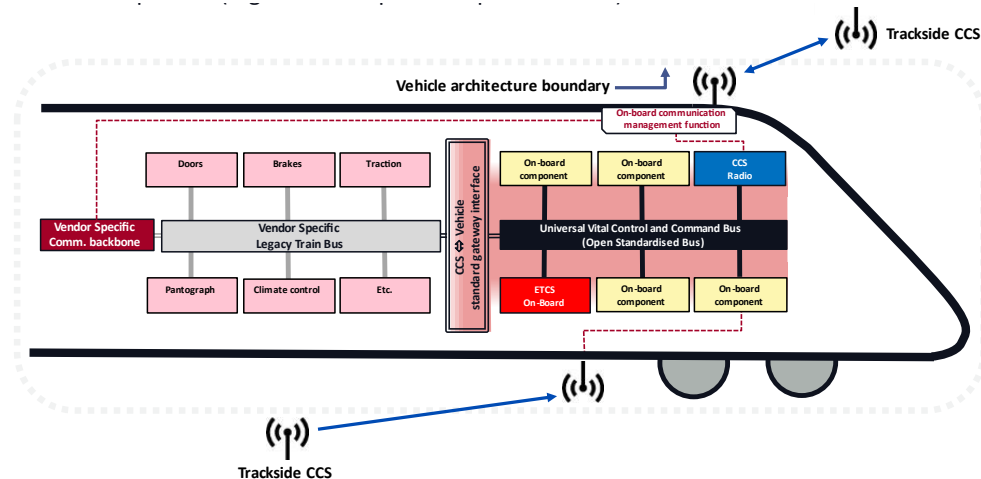 Trackside CCS
Vehicle architecture boundary
On-board communication
management function
Doors
Brakes
Traction
On-board
component
On-board
component
CCS
Radio
Vendor Specific
Comm. backbone
Vendor Specific
Legacy Train Bus
CCS ⇔ Vehicle
standard gateway interface
Universal Vital Control and Command Bus
(Open Standardised Bus)
Pantograph
Climate control
Etc.
ETCS
On-Board
On-board
component
On-board
component
Trackside CCS